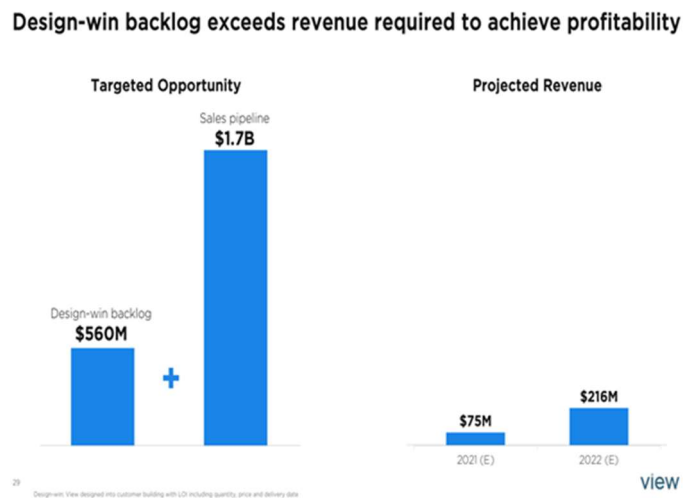 Design-win backlog exceeds revenue required to achieve profitability
Targeted Opportunity
Sales pipeline
$1.7B
Design-win backlog
$560M
+
Projected Revenue
$75M
$216M
2021 (E)
2022 (E)
29
Design-win: View designed into customer building with LOI including quantity, price and delivery date
view